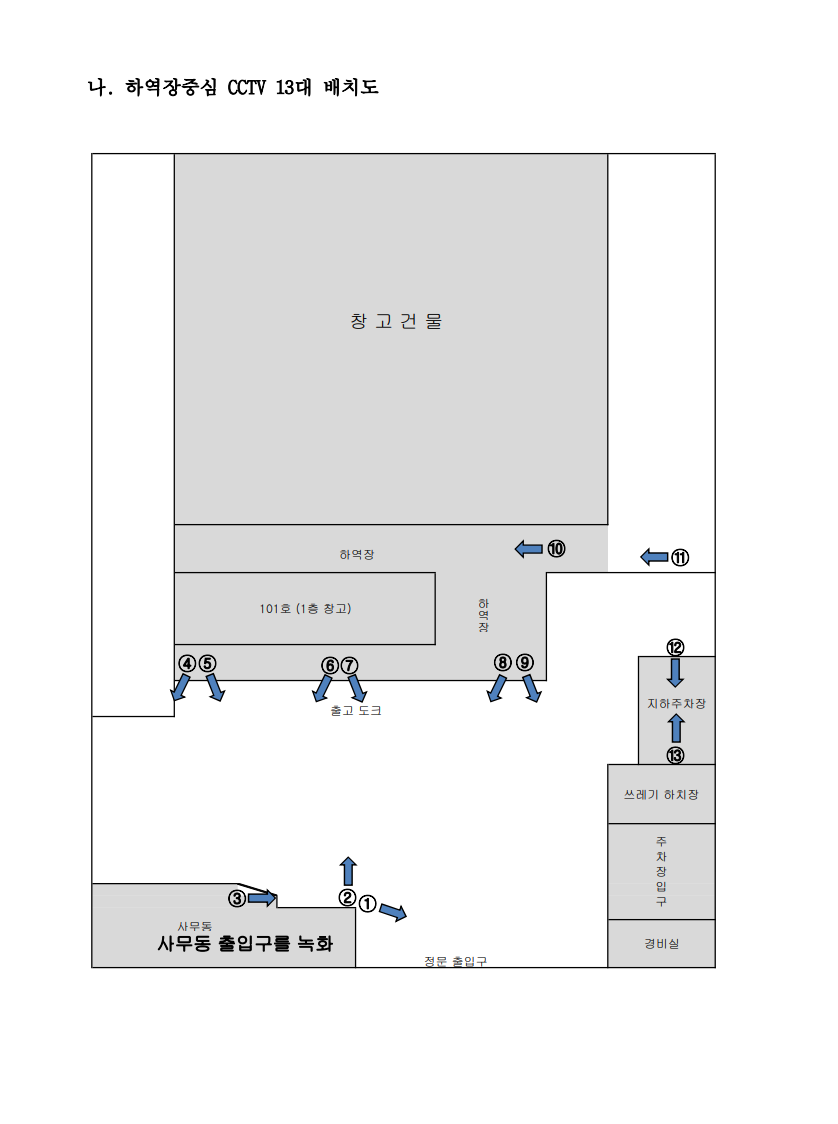 나. 하역장중심 CCTV 13대 배치도
창 고 건 물
하역장
⑩
⑪
101호 (1층 창고)
하
역
장
④ ⑤ ⑥ ⑦ ⑧ ⑨
⑫
출고 도크
지하주차장
⑬
쓰레기 하치장
주
차
장
입
구
③ ② ①
사무동
사무동 출입구를 녹화
경비실
정문 출입구